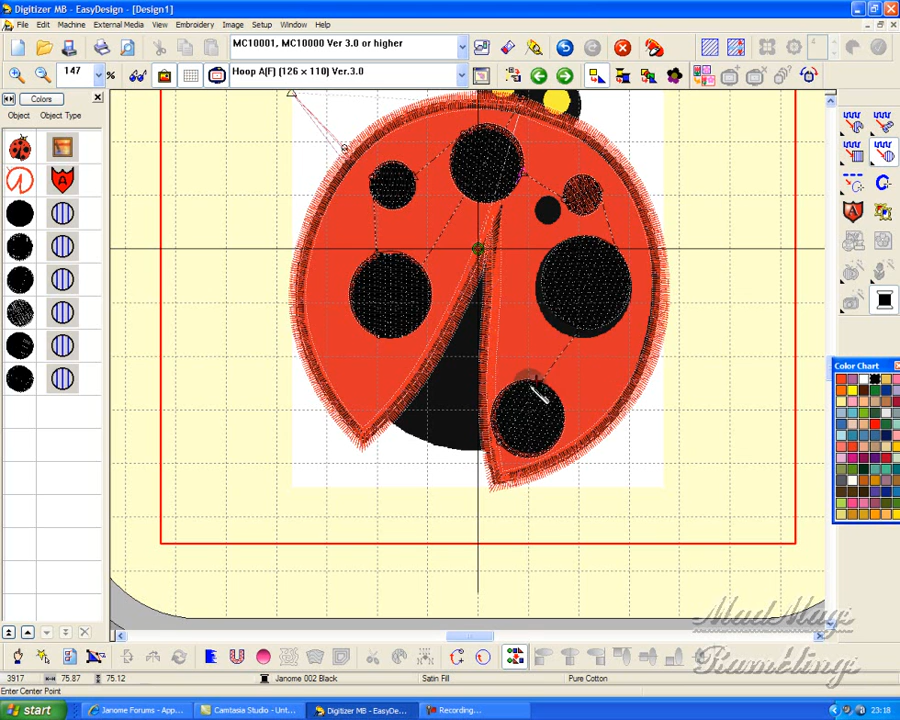 Digitizer MB - EasyDesign - [Design1]
File Edit Machine External Media View Embroidery Image Setup Window Help
MC10001, MC10000 Ver 3.0 or higher
147 %
Hoop A(F) (126 x 110) Ver.3.0
Colors
Object Object Type
Color Chart
MadMags
Ramblings
3917 75.87 75.12 Janome 002 Black Satin Fill Pure Cotton
Enter Center Point
start Janome Forums - App... Camtasia Studio - Unt... Digitizer MB - EasyDe... Recording... 23:18